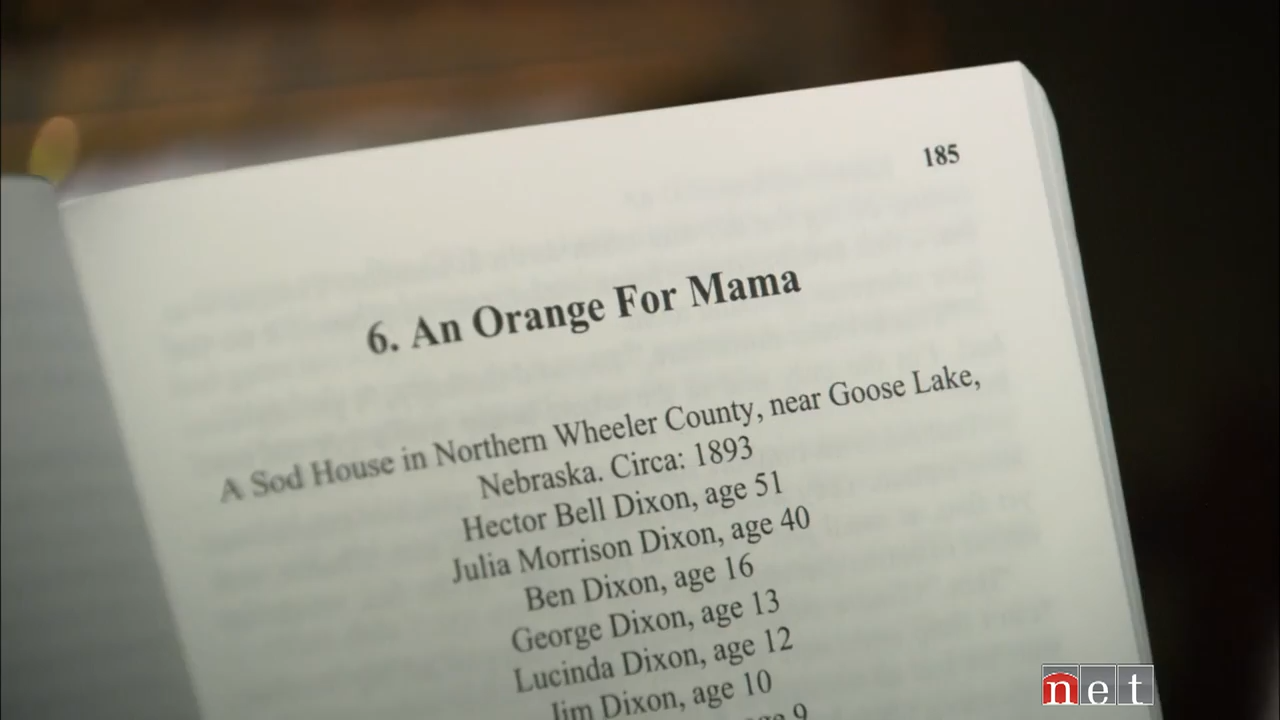 185
6. An Orange For Mama
A Sod House in Northern Wheeler County, near Goose Lake,
Nebraska. Circa: 1893
Hector Bell Dixon, age 51
Julia Morrison Dixon, age 40
Ben Dixon, age 16
George Dixon, age 13
Lucinda Dixon, age 12
Jim Dixon, age 10
age 9
net